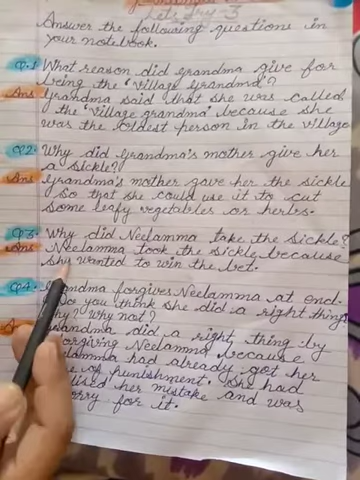 Let's Try - 3
Answer the following questions in
your notebook.
Q.1 What reason did grandma give for
being the 'Village Grandma'?
Ans Grandma said that she was called
the 'Village grandma' because she
was the oldest person in the village
Q2. Why did Grandma's mother give her
a sickle?
Ans Grandma's mother gave her the sickle
so that she could use it to cut
some leafy vegetables or herbs.
Q.3 Why did Neelamma take the sickle?
Ans Neelamma took the sickle because
shy wanted to win the bet.
Q4. Grandma forgives Neelamma at end.
Do you think she did a right thing
why? why not?
Grandma did a right thing by
forgiving Neelamma because
had already got her
of punishment. She had
her mistake and was
for it.